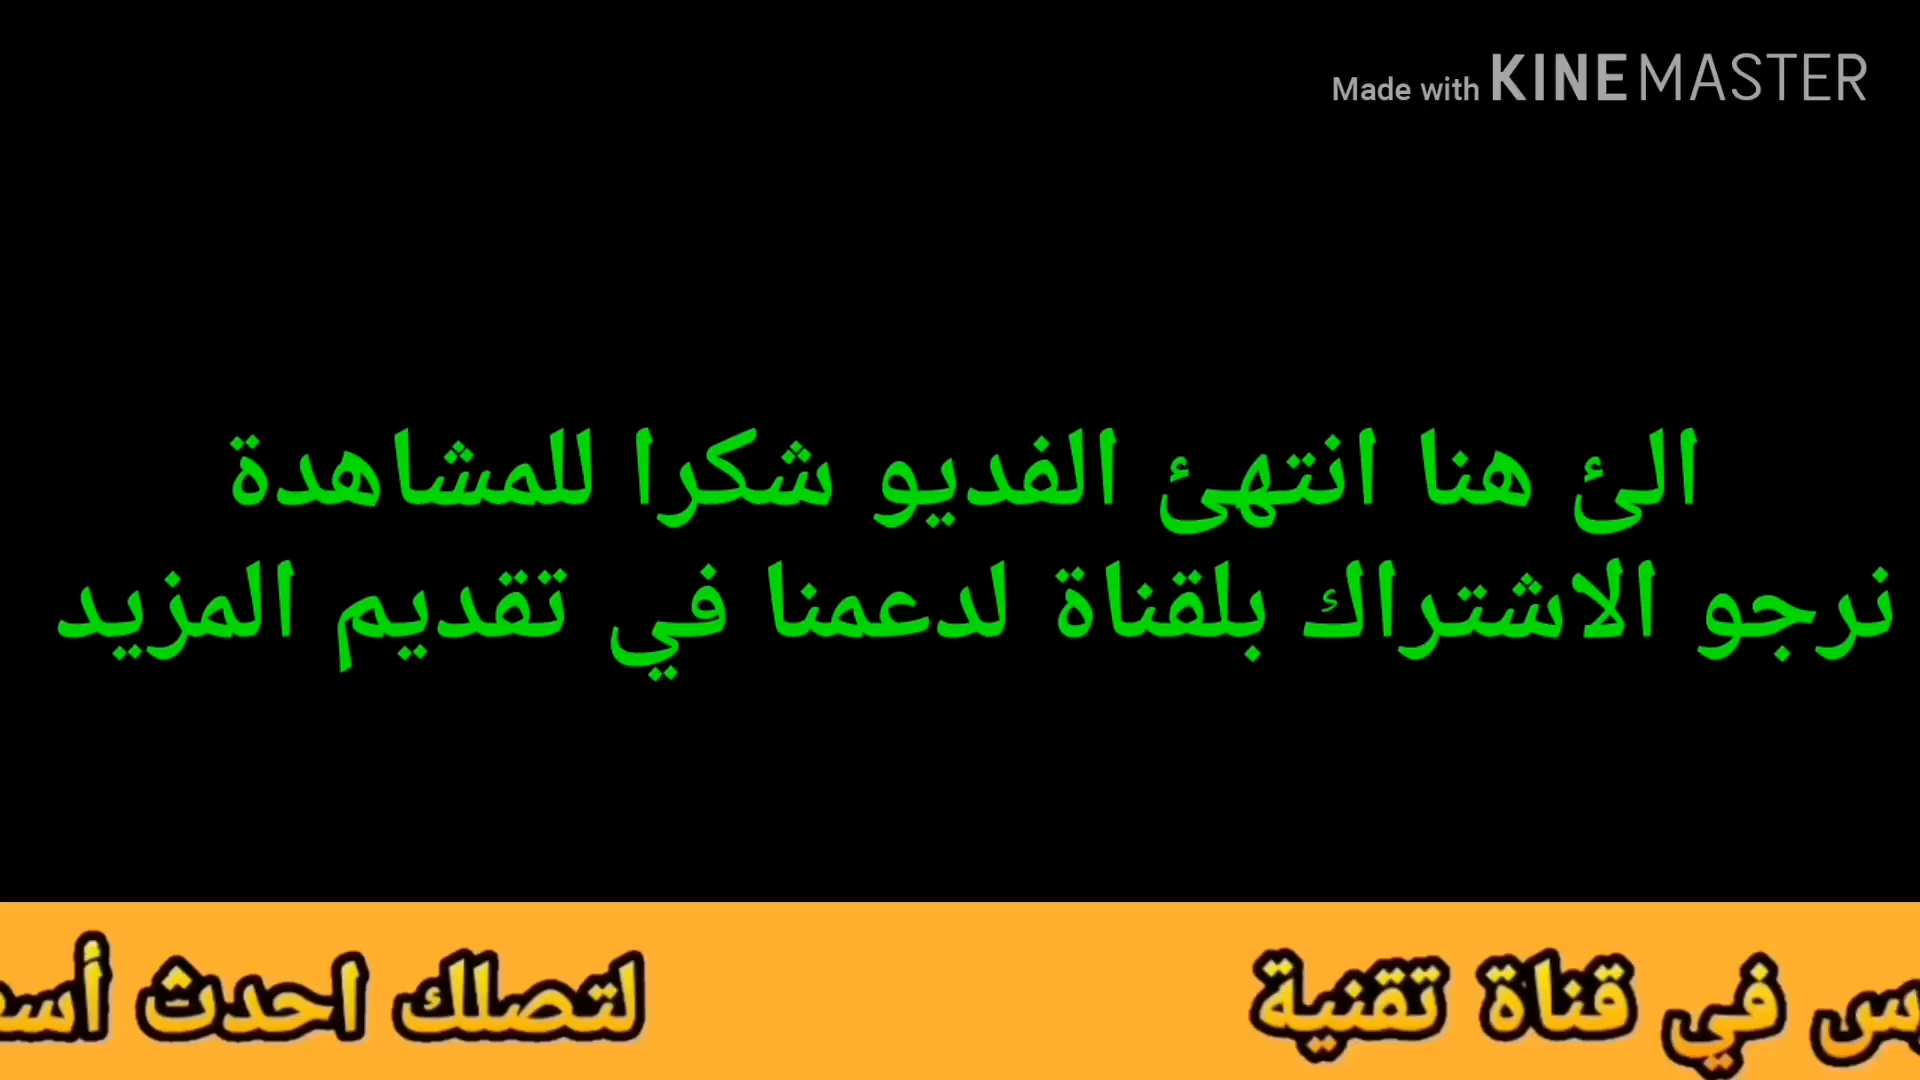 Made with KINEMASTER
الئ هنا انتهئ الفديو شكرا للمشاهدة
نرجو الاشتراك بلقناة لدعمنا في تقديم المزيد
في قناة تقنية لتصلك احدث